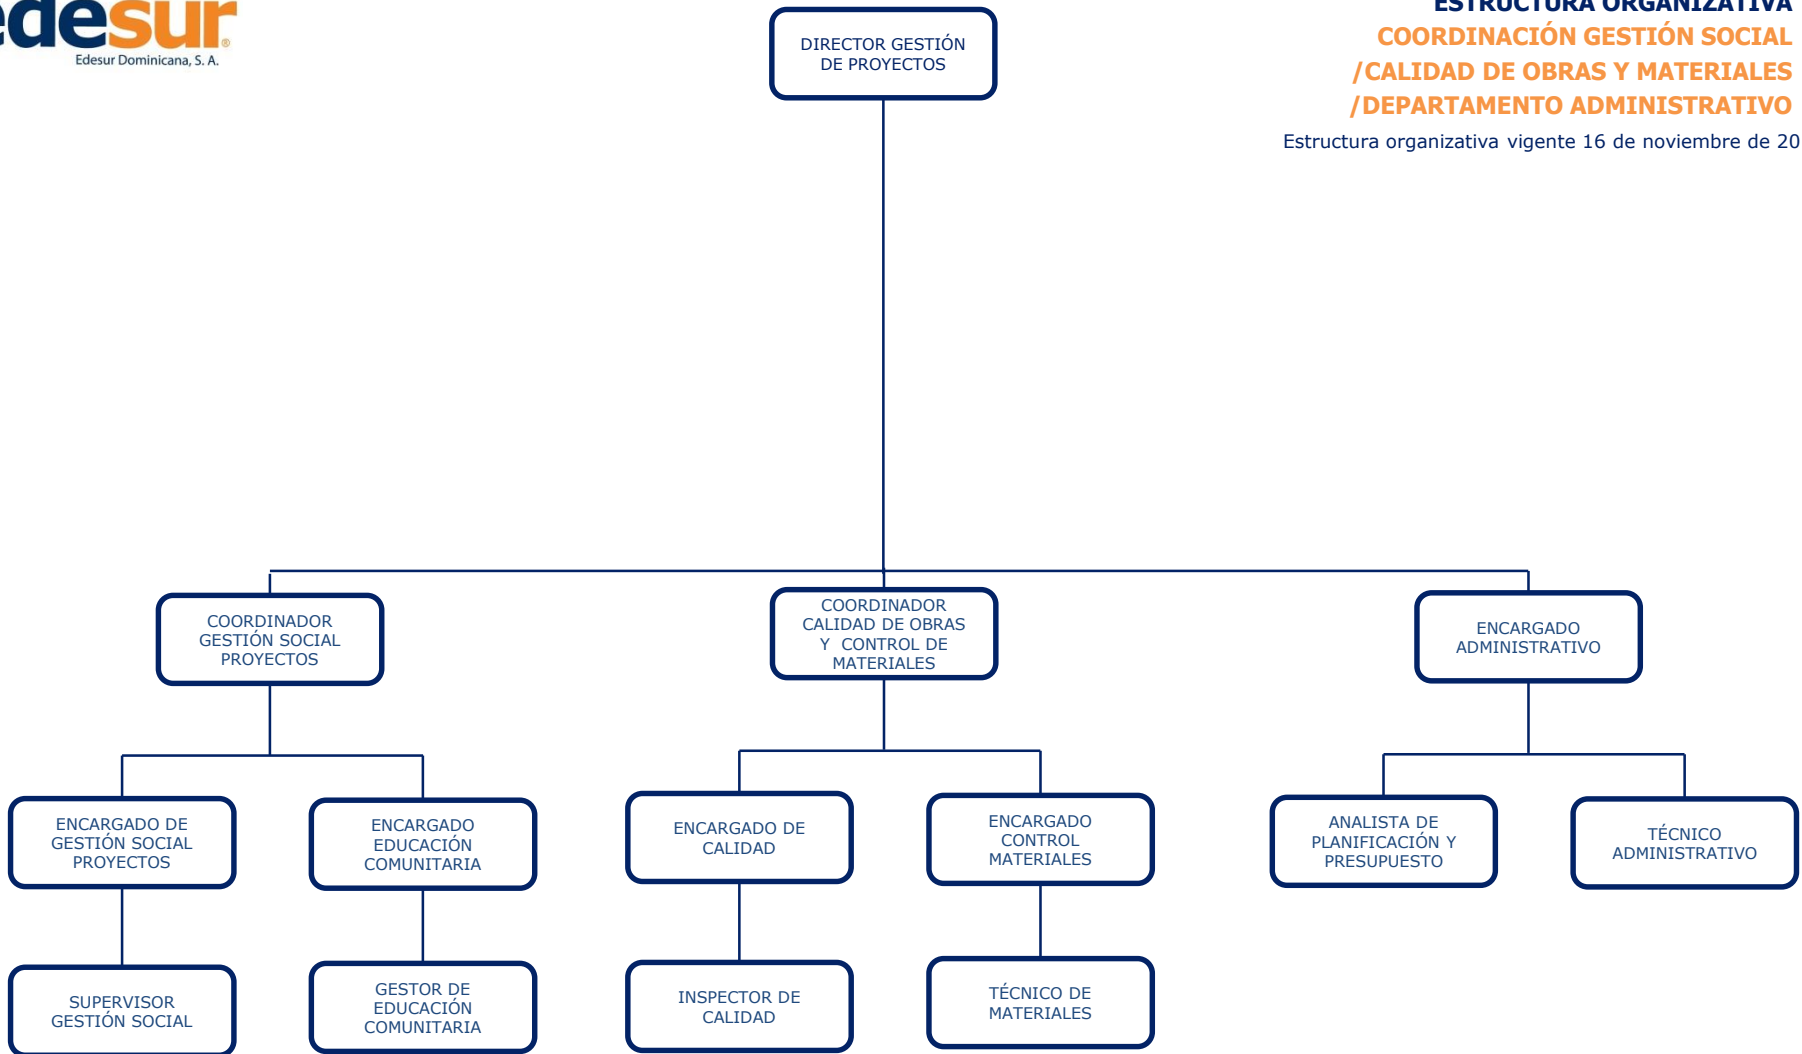 edesur
Edesur Dominicana, S. A.
ESTRUCTURA ORGANIZATIVA
COORDINACIÓN GESTIÓN SOCIAL
/CALIDAD DE OBRAS Y MATERIALES
/DEPARTAMENTO ADMINISTRATIVO
Estructura organizativa vigente 16 de noviembre de 20
DIRECTOR GESTIÓN
DE PROYECTOS
COORDINADOR
GESTIÓN SOCIAL
PROYECTOS
COORDINADOR
CALIDAD DE OBRAS
Y CONTROL DE
MATERIALES
ENCARGADO
ADMINISTRATIVO
ENCARGADO DE
GESTIÓN SOCIAL
PROYECTOS
ENCARGADO
EDUCACIÓN
COMUNITARIA
ENCARGADO DE
CALIDAD
ENCARGADO
CONTROL
MATERIALES
ANALISTA DE
PLANIFICACIÓN Y
PRESUPUESTO
TÉCNICO
ADMINISTRATIVO
SUPERVISOR
GESTIÓN SOCIAL
GESTOR DE
EDUCACIÓN
COMUNITARIA
INSPECTOR DE
CALIDAD
TÉCNICO DE
MATERIALES